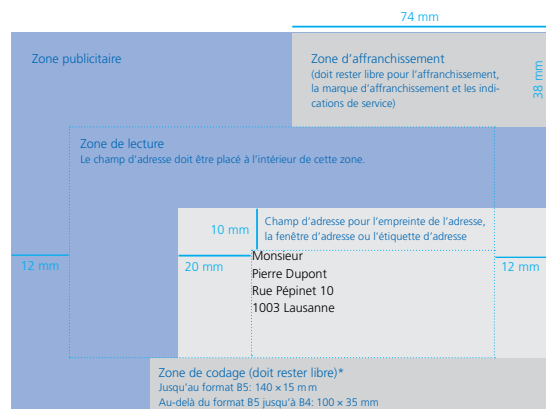 74 mm
Zone publicitaire
Zone d'affranchissement
(doit rester libre pour l'affranchissement,
la marque d'affranchissement et les indi-
cations de service)
38 mm
Zone de lecture
Le champ d'adresse doit être placé à l'intérieur de cette zone.
10 mm
Champ d'adresse pour l'empreinte de l'adresse,
la fenêtre d'adresse ou l'étiquette d'adresse
12 mm
20 mm
12 mm
Monsieur
Pierre Dupont
Rue Pépinet 10
1003 Lausanne
Zone de codage (doit rester libre)*
Jusqu'au format B5: 140 × 15 mm
Au-delà du format B5 jusqu'à B4: 100 × 35 mm